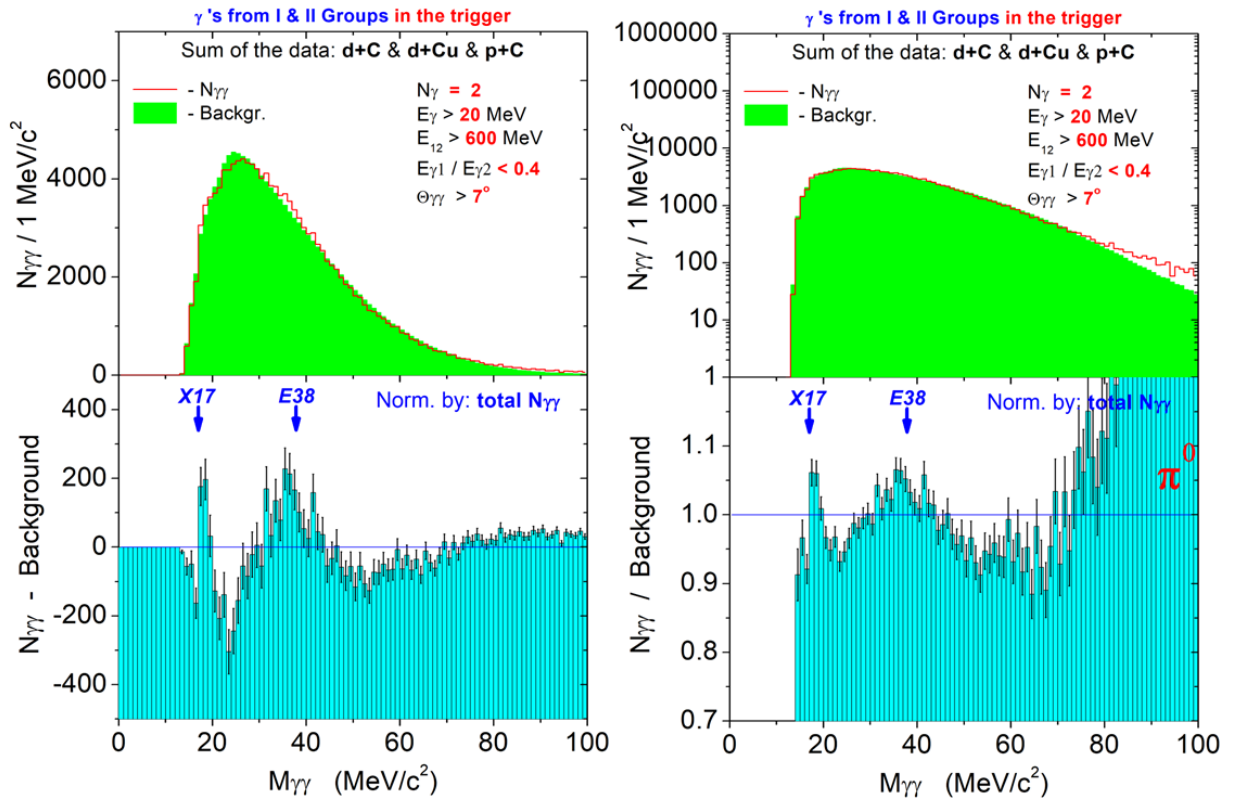 γ 's from I & II Groups in the trigger
Sum of the data: d+C & d+Cu & p+C
- Nγγ
- Backgr.
Nγ = 2
Eγ > 20 MeV
E12 > 600 MeV
Eγ1 / Eγ2 < 0.4
Θγγ > 7°
Nγγ / 1 MeV/c²
6000
4000
2000
0
X17
E38
Norm. by: total Nγγ
Nγγ - Background
400
200
0
-200
-400
0 20 40 60 80 100
Mγγ (MeV/c²)
γ 's from I & II Groups in the trigger
Sum of the data: d+C & d+Cu & p+C
- Nγγ
- Backgr.
Nγ = 2
Eγ > 20 MeV
E12 > 600 MeV
Eγ1 / Eγ2 < 0.4
Θγγ > 7°
Nγγ / 1 MeV/c²
1000000
100000
10000
1000
100
10
1
X17
E38
Norm. by: total Nγγ
π⁰
Nγγ / Background
1.1
1.0
0.9
0.8
0.7
0 20 40 60 80 100
Mγγ (MeV/c²)